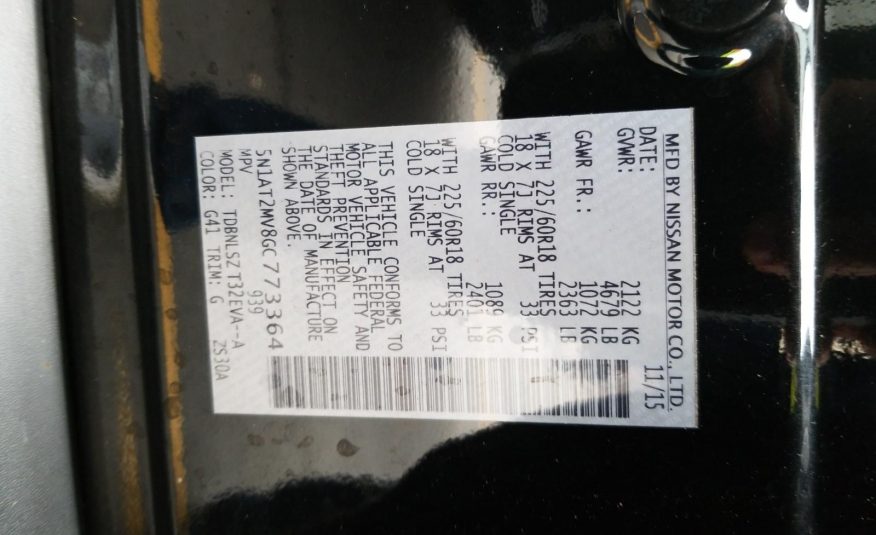 MFD BY NISSAN MOTOR CO., LTD.
DATE: 11/15
GVWR: 2122 KG
4679 LB
GAWR FR.: 1072 KG
2363 LB
WITH 225/60R18 TIRES
18 X 7J RIMS AT 33 PSI
COLD SINGLE
GAWR RR.: 1089 KG
2401 LB
WITH 225/60R18 TIRES
18 X 7J RIMS AT 33 PSI
COLD SINGLE
THIS VEHICLE CONFORMS TO
ALL APPLICABLE FEDERAL
MOTOR VEHICLE SAFETY AND
THEFT PREVENTION
STANDARDS IN EFFECT ON
THE DATE OF MANUFACTURE
SHOWN ABOVE.
5N1AT2MV8GC773364
MPV 939
MODEL: TDBNLSZ T32EVA--A
COLOR: G41 TRIM: G ZS30A